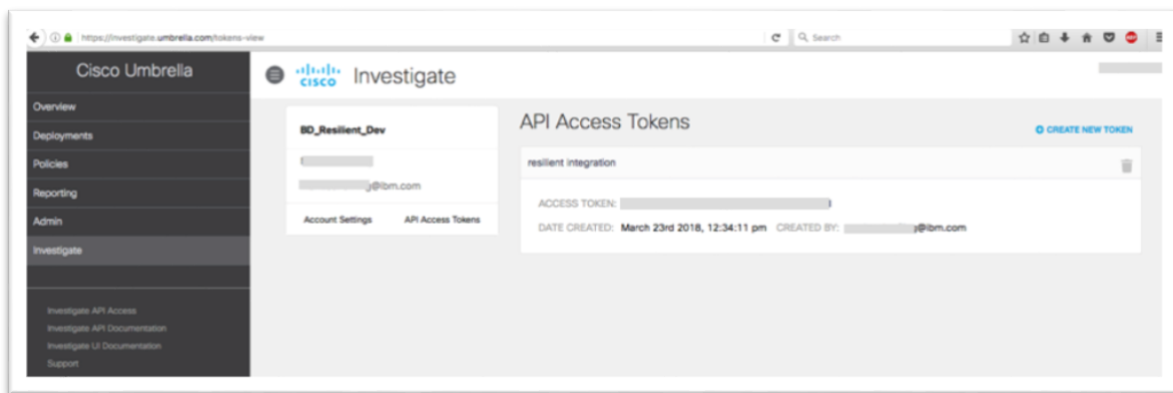 https://investigate.umbrella.com/tokens-view
Search
Cisco Umbrella
Overview
Deployments
Policies
Reporting
Admin
Investigate
Investigate API Access
Investigate API Documentation
Investigate UI Documentation
Support
cisco Investigate
BD_Resilient_Dev
@ibm.com
Account Settings API Access Tokens
API Access Tokens
CREATE NEW TOKEN
resilient integration
ACCESS TOKEN:
DATE CREATED: March 23rd 2018, 12:34:11 pm CREATED BY: @ibm.com